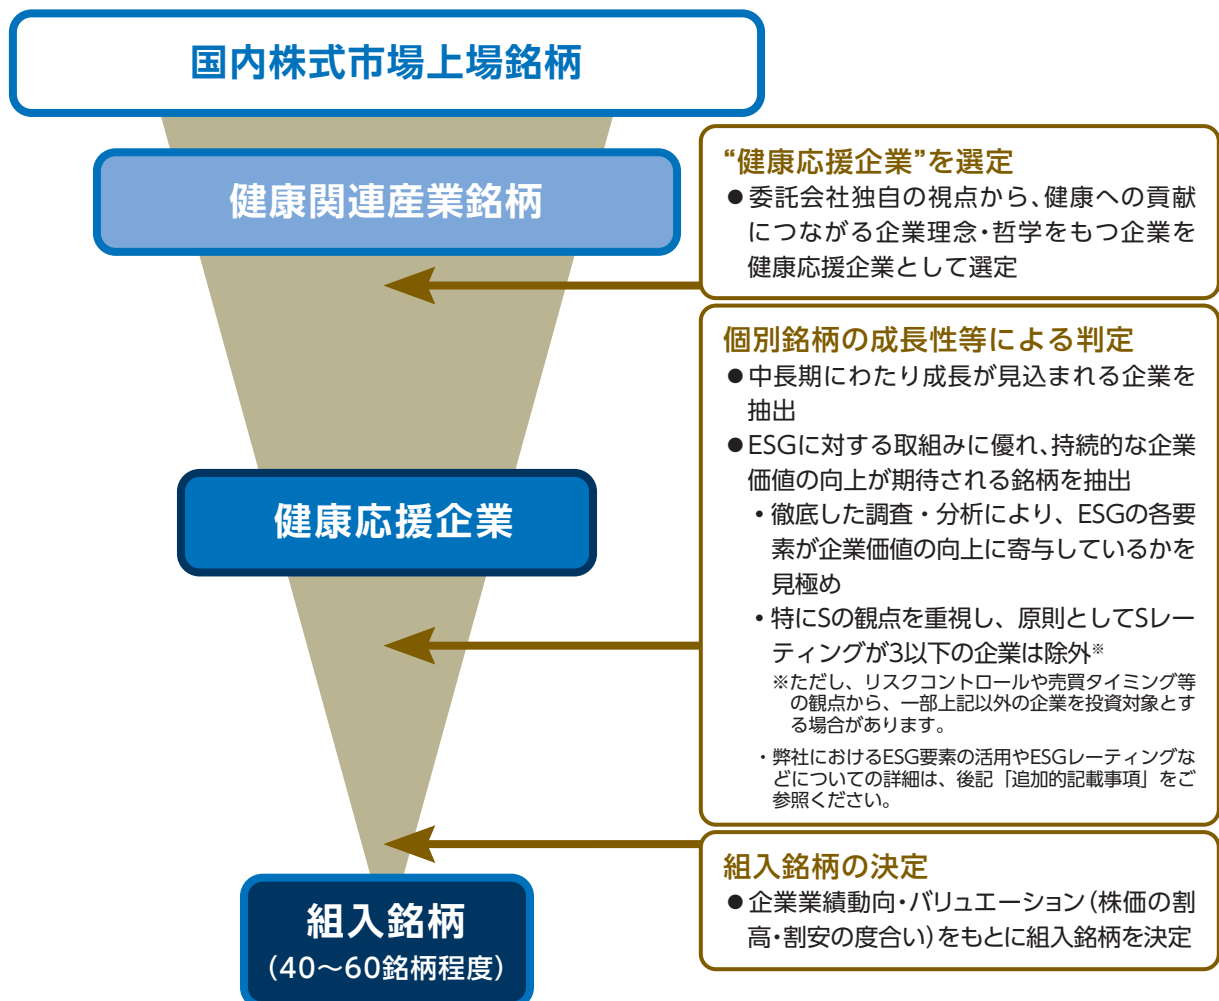 国内株式市場上場銘柄
健康関連産業銘柄
“健康応援企業”を選定
●委託会社独自の視点から、健康への貢献
につながる企業理念・哲学をもつ企業を
健康応援企業として選定
個別銘柄の成長性等による判定
●中長期にわたり成長が見込まれる企業を
抽出
●ESGに対する取組みに優れ、持続的な企業
価値の向上が期待される銘柄を抽出
・徹底した調査・分析により、ESGの各要
素が企業価値の向上に寄与しているかを
見極め
・特にSの観点を重視し、原則としてSレー
ティングが3以下の企業は除外※
※ただし、リスクコントロールや売買タイミング等
の観点から、一部上記以外の企業を投資対象とす
る場合があります。
・弊社におけるESG要素の活用やESGレーティングな
どについての詳細は、後記「追加的記載事項」をご
参照ください。
健康応援企業
組入銘柄の決定
●企業業績動向・バリュエーション(株価の割
高・割安の度合い)をもとに組入銘柄を決定
組入銘柄
(40～60銘柄程度)